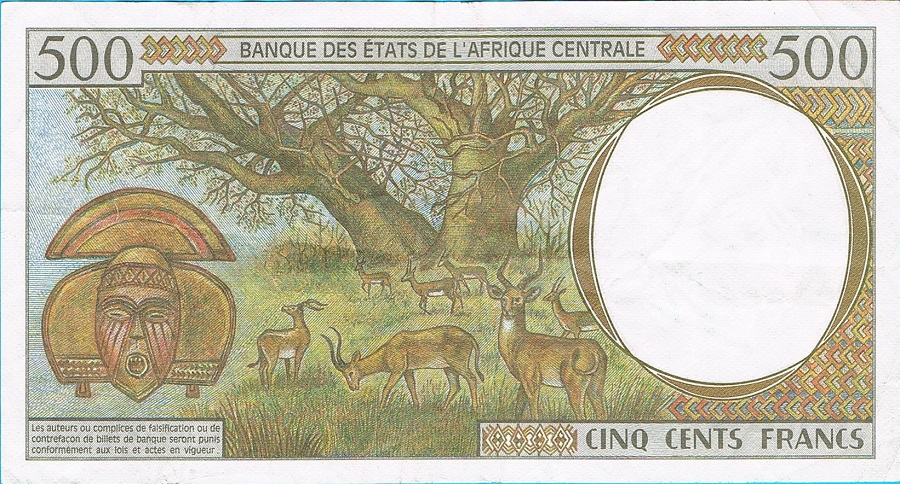 500 BANQUE DES ÉTATS DE L'AFRIQUE CENTRALE 500
Les auteurs ou complices de falsification ou de
contrefaçon de billets de banque seront punis
conformément aux lois et actes en vigueur.
CINQ CENTS FRANCS